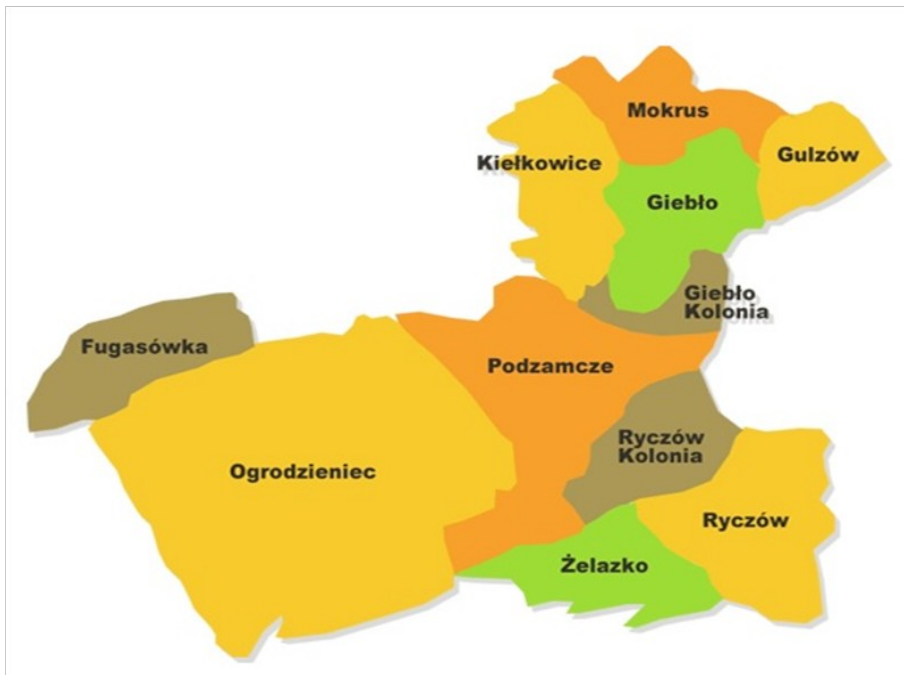 Mokrus
Kiełkowice
Gulzów
Giebło
Giebło
Kolonia
Fugasówka
Podzamcze
Ryczów
Kolonia
Ogrodzieniec
Ryczów
Żelazko